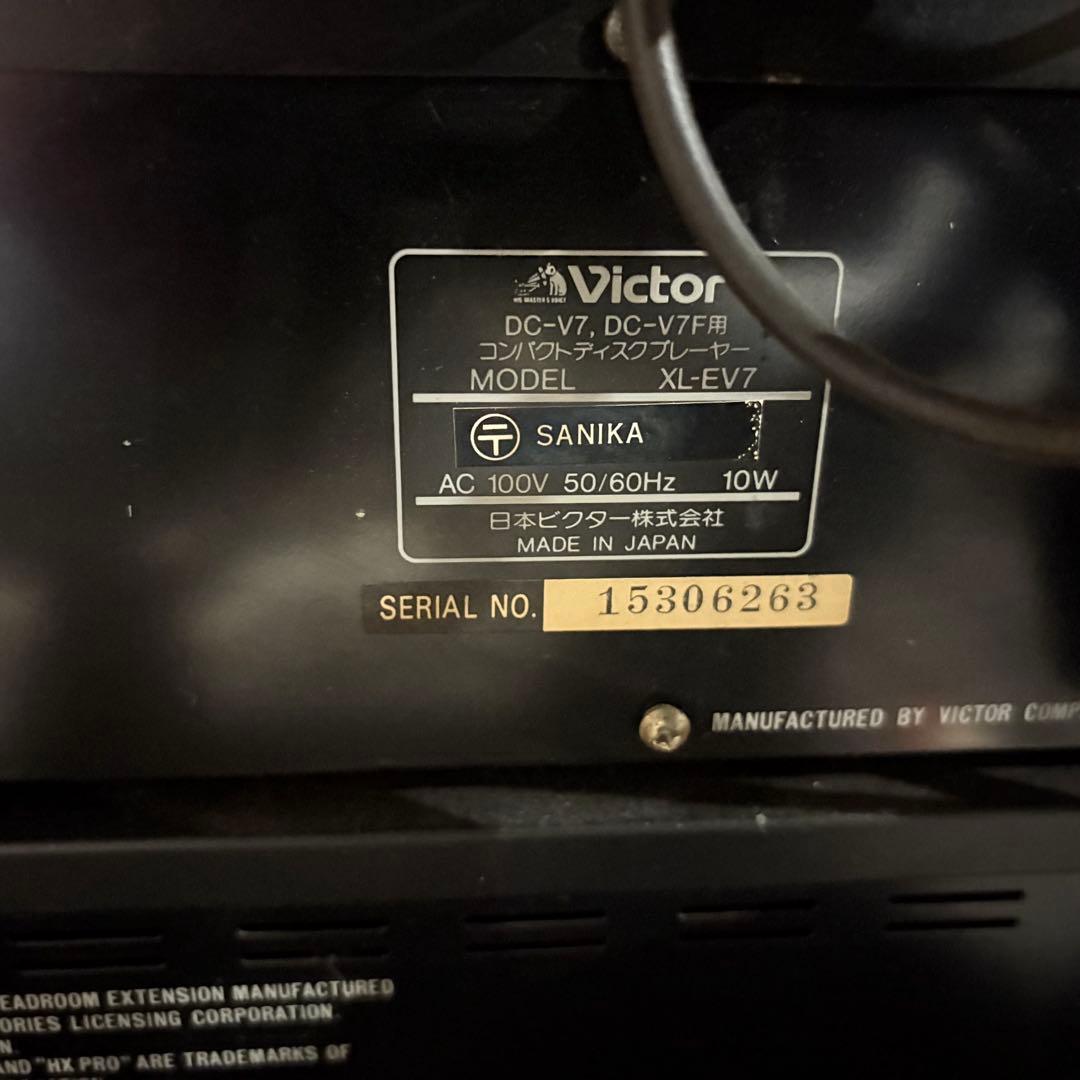 HIS MASTER'S VOICE
Victor
DC-V7, DC-V7F用
コンパクトディスクプレーヤー
MODEL XL-EV7
〒 SANIKA
AC 100V 50/60Hz 10W
日本ビクター株式会社
MADE IN JAPAN
SERIAL NO. 15306263
MANUFACTURED BY VICTOR COMP
EADROOM EXTENSION MANUFACTURED
ORIES LICENSING CORPORATION.
N.
AND "HX PRO" ARE TRADEMARKS OF